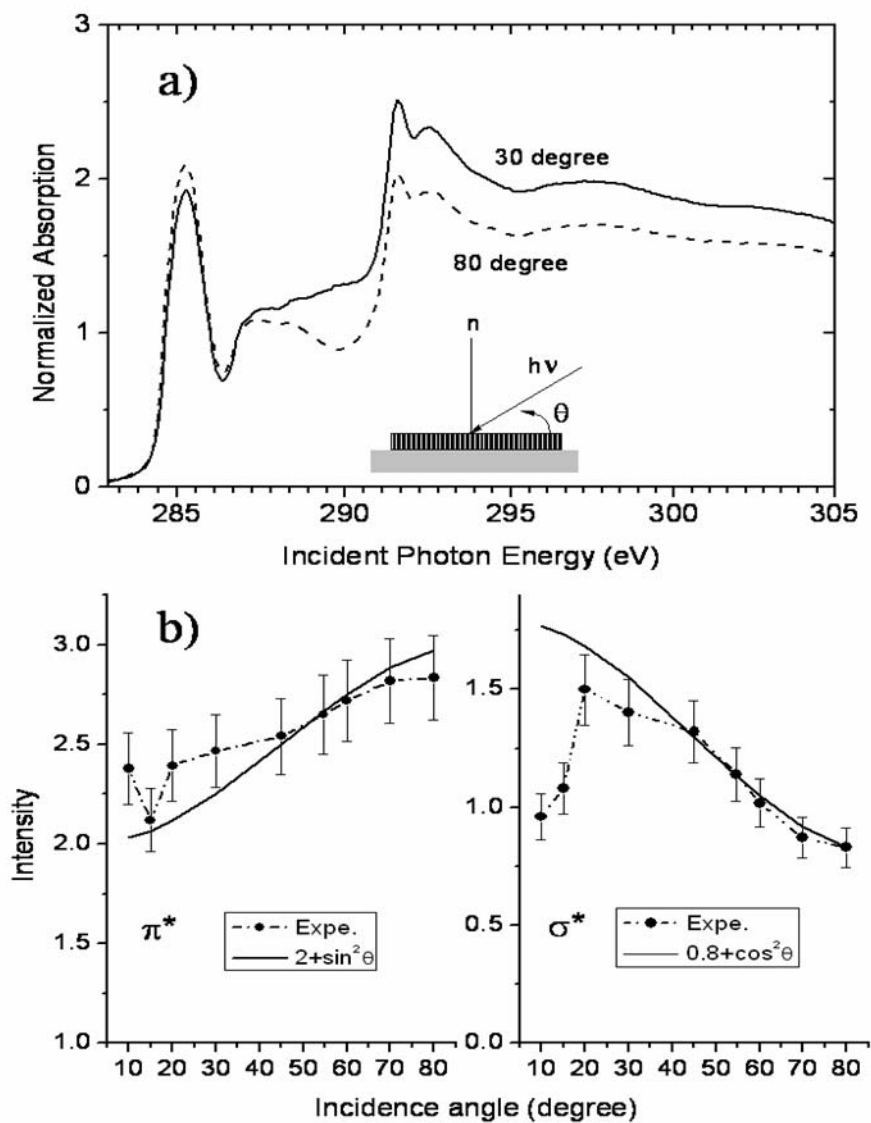 a)
3
2
1
0
Normalized Absorption
30 degree
80 degree
n
hν
θ
285 290 295 300 305
Incident Photon Energy (eV)
b)
3.0
2.5
2.0
1.5
1.0
Intensity
π*
Expe.
2+sin²θ
10 20 30 40 50 60 70 80
1.5
1.0
0.5
0.0
σ*
Expe.
0.8+cos²θ
10 20 30 40 50 60 70 80
Incidence angle (degree)